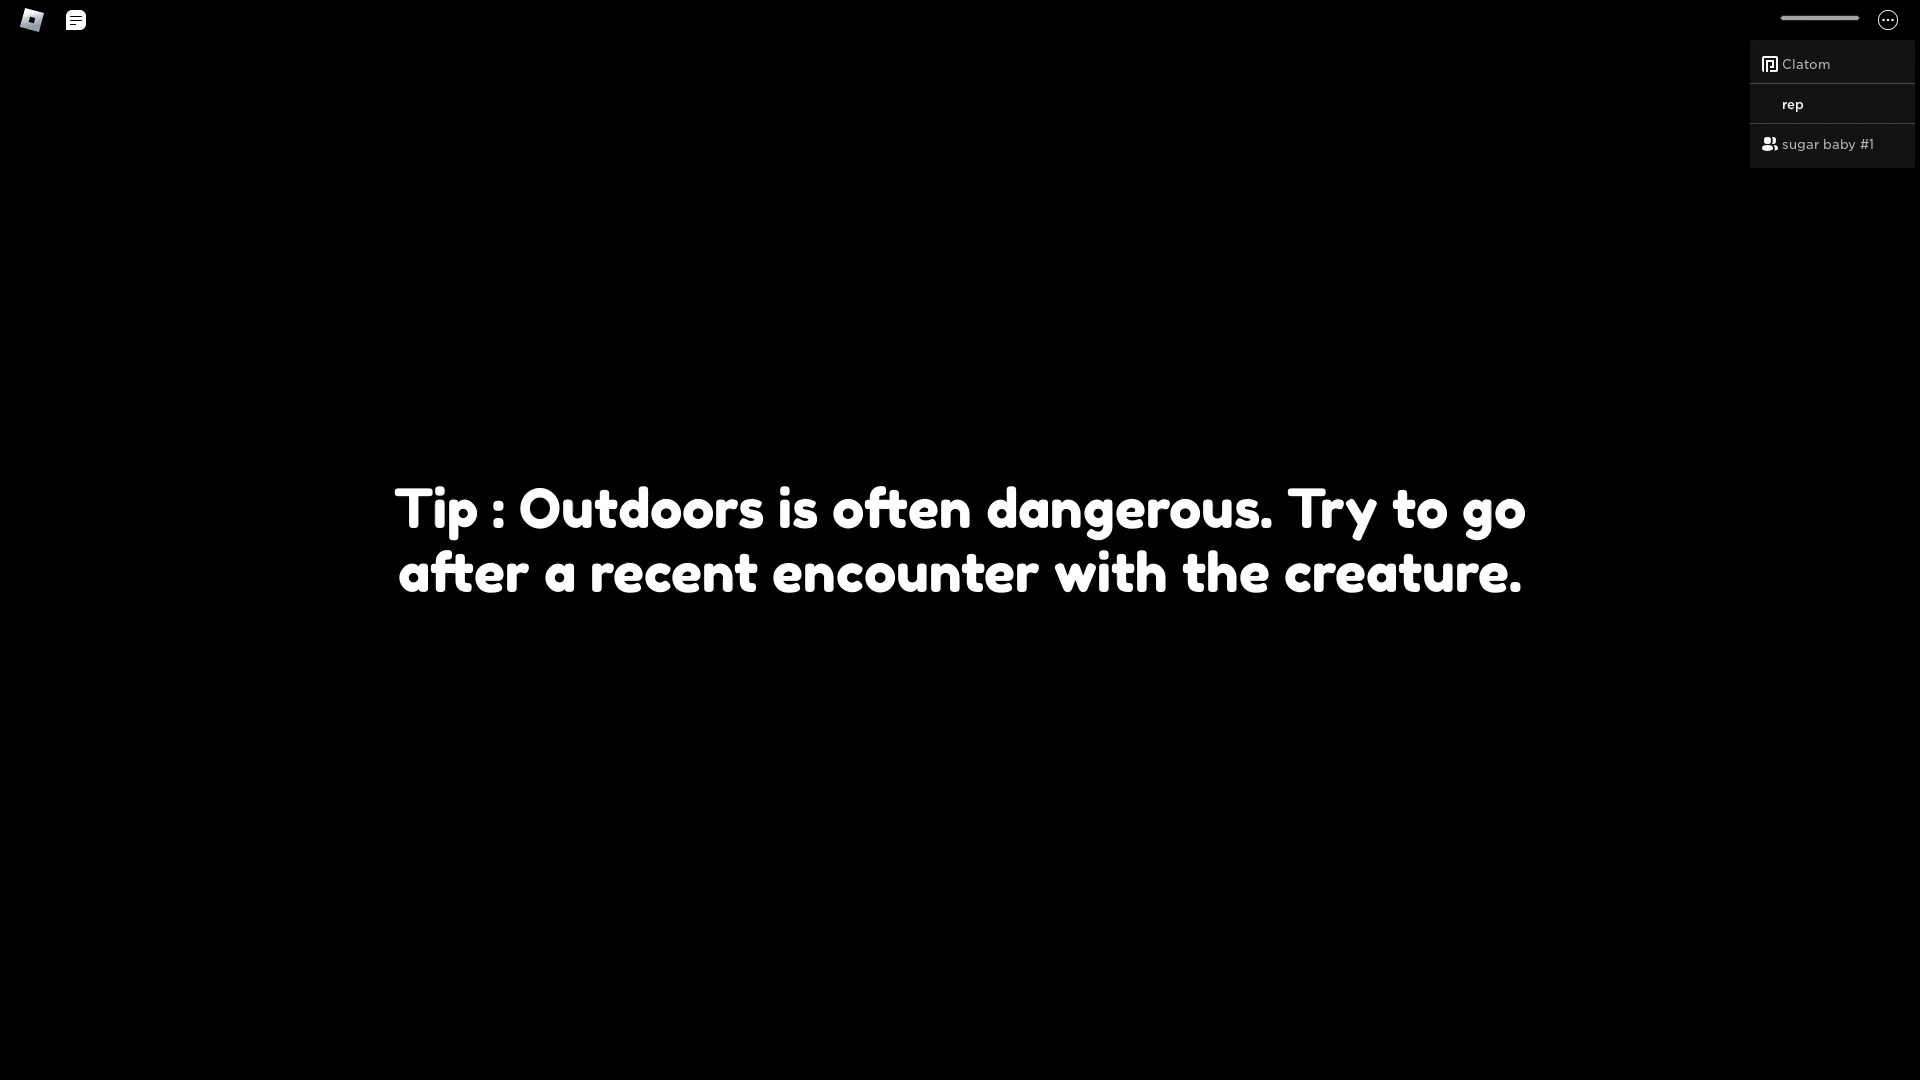 Clatom
rep
sugar baby #1
Tip : Outdoors is often dangerous. Try to go
after a recent encounter with the creature.